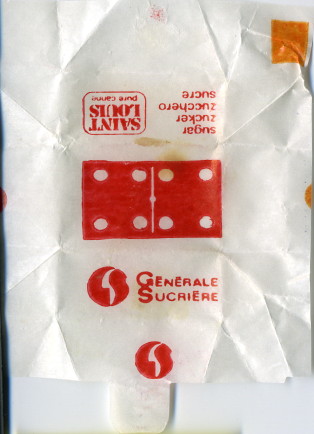 sucre
zucchero
zucker
sugar
SAINT
LOUIS
pure canne
GÉNÉRALE
SUCRIÈRE